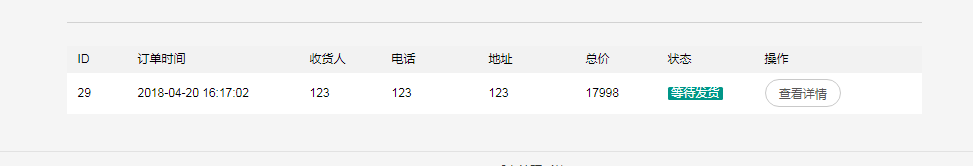 ID 订单时间 收货人 电话 地址 总价 状态 操作
29 2018-04-20 16:17:02 123 123 123 17998 等待发货 查看详情